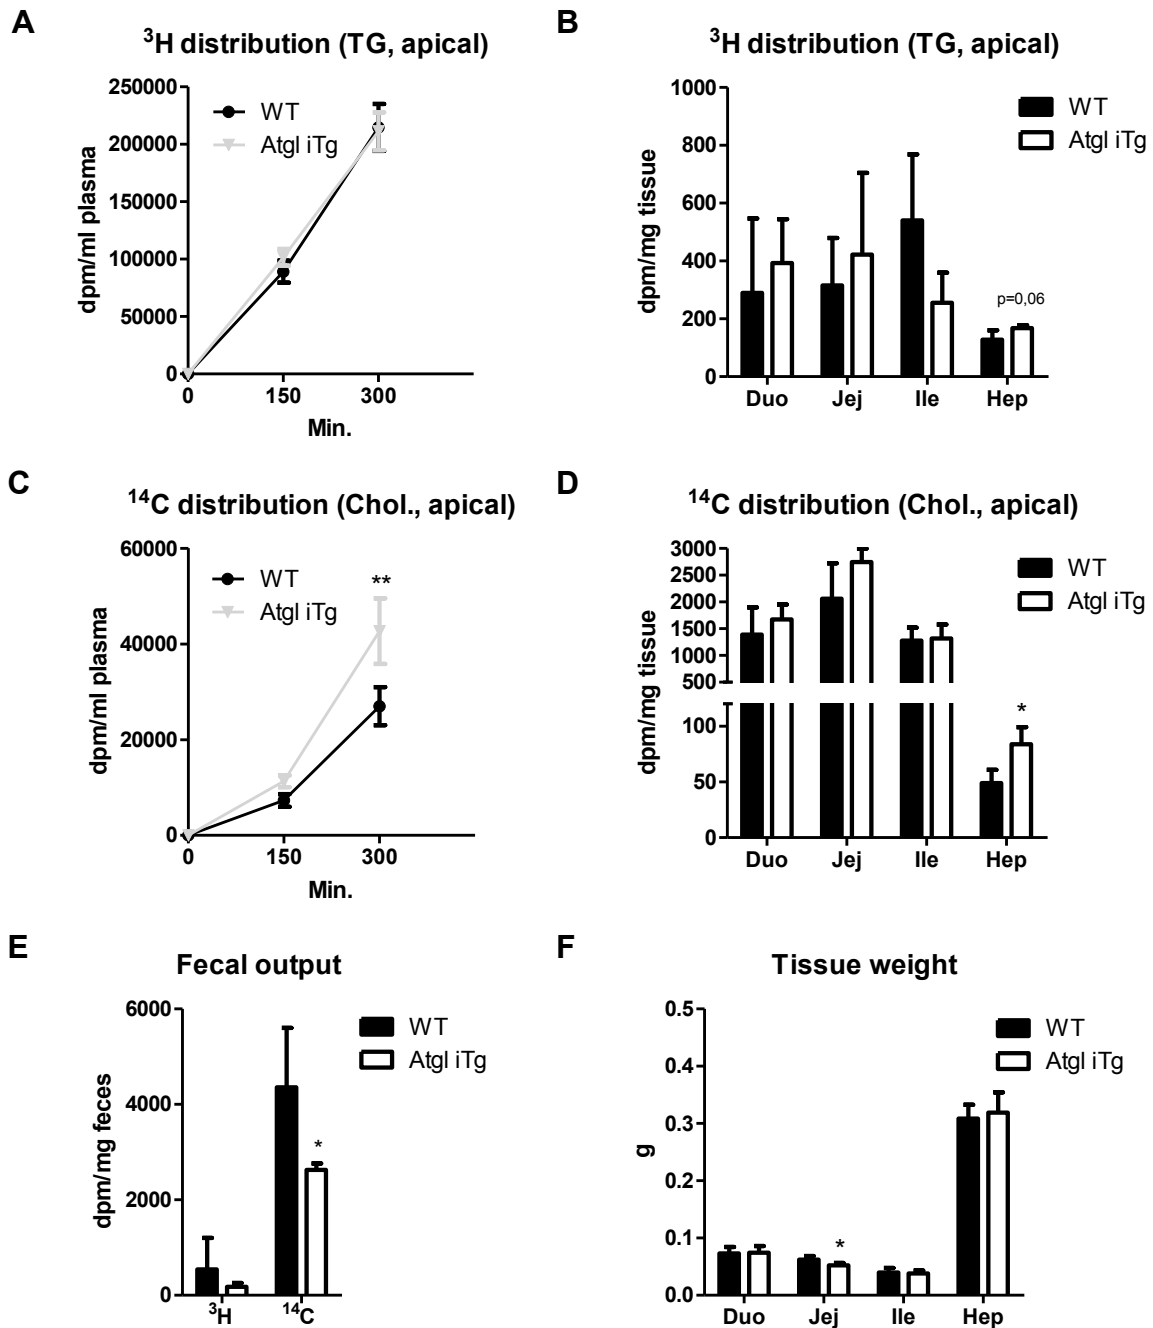 A
³H distribution (TG, apical)
250000
200000
150000
100000
50000
0
dpm/ml plasma
WT
Atgl iTg
0 150 300
Min.
B
³H distribution (TG, apical)
1000
800
600
400
200
0
dpm/mg tissue
WT
Atgl iTg
p=0,06
Duo Jej Ile Hep
C
¹⁴C distribution (Chol., apical)
60000
40000
20000
0
dpm/ml plasma
WT
Atgl iTg
**
0 150 300
Min.
D
¹⁴C distribution (Chol., apical)
3000
2500
2000
1500
1000
500
100
50
0
dpm/mg tissue
WT
Atgl iTg
*
Duo Jej Ile Hep
E
Fecal output
6000
4000
2000
0
dpm/mg feces
WT
Atgl iTg
*
³H ¹⁴C
F
Tissue weight
0.5
0.4
0.3
0.2
0.1
0.0
g
WT
Atgl iTg
*
Duo Jej Ile Hep